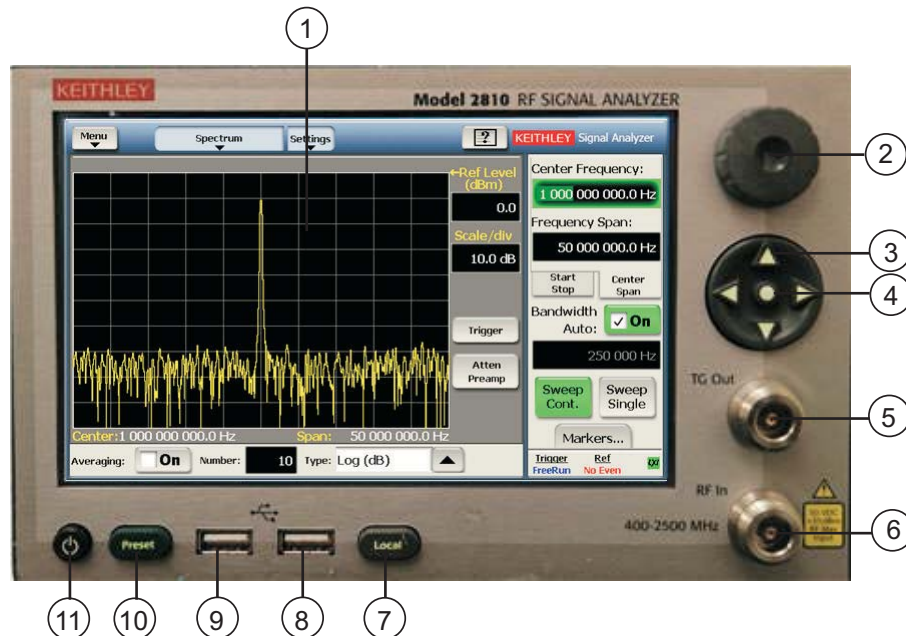 1
KEITHLEY
Model 2810 RF SIGNAL ANALYZER
Menu
Spectrum
Settings
?
KEITHLEY Signal Analyzer
←Ref Level
(dBm)
0.0
Scale/div
10.0 dB
Trigger
Atten
Preamp
Center Frequency:
1 000 000 000.0 Hz
Frequency Span:
50 000 000.0 Hz
Start
Stop
Center
Span
Bandwidth
Auto:
On
250 000 Hz
Sweep
Cont.
Sweep
Single
Markers...
Trigger
FreeRun
Ref
No Even
Center:1 000 000 000.0 Hz
Span: 50 000 000.0 Hz
Averaging: On Number: 10 Type: Log (dB)
2
3
4
TG Out
5
RF In
400-2500 MHz
6
Preset
Local
11
10
9
8
7